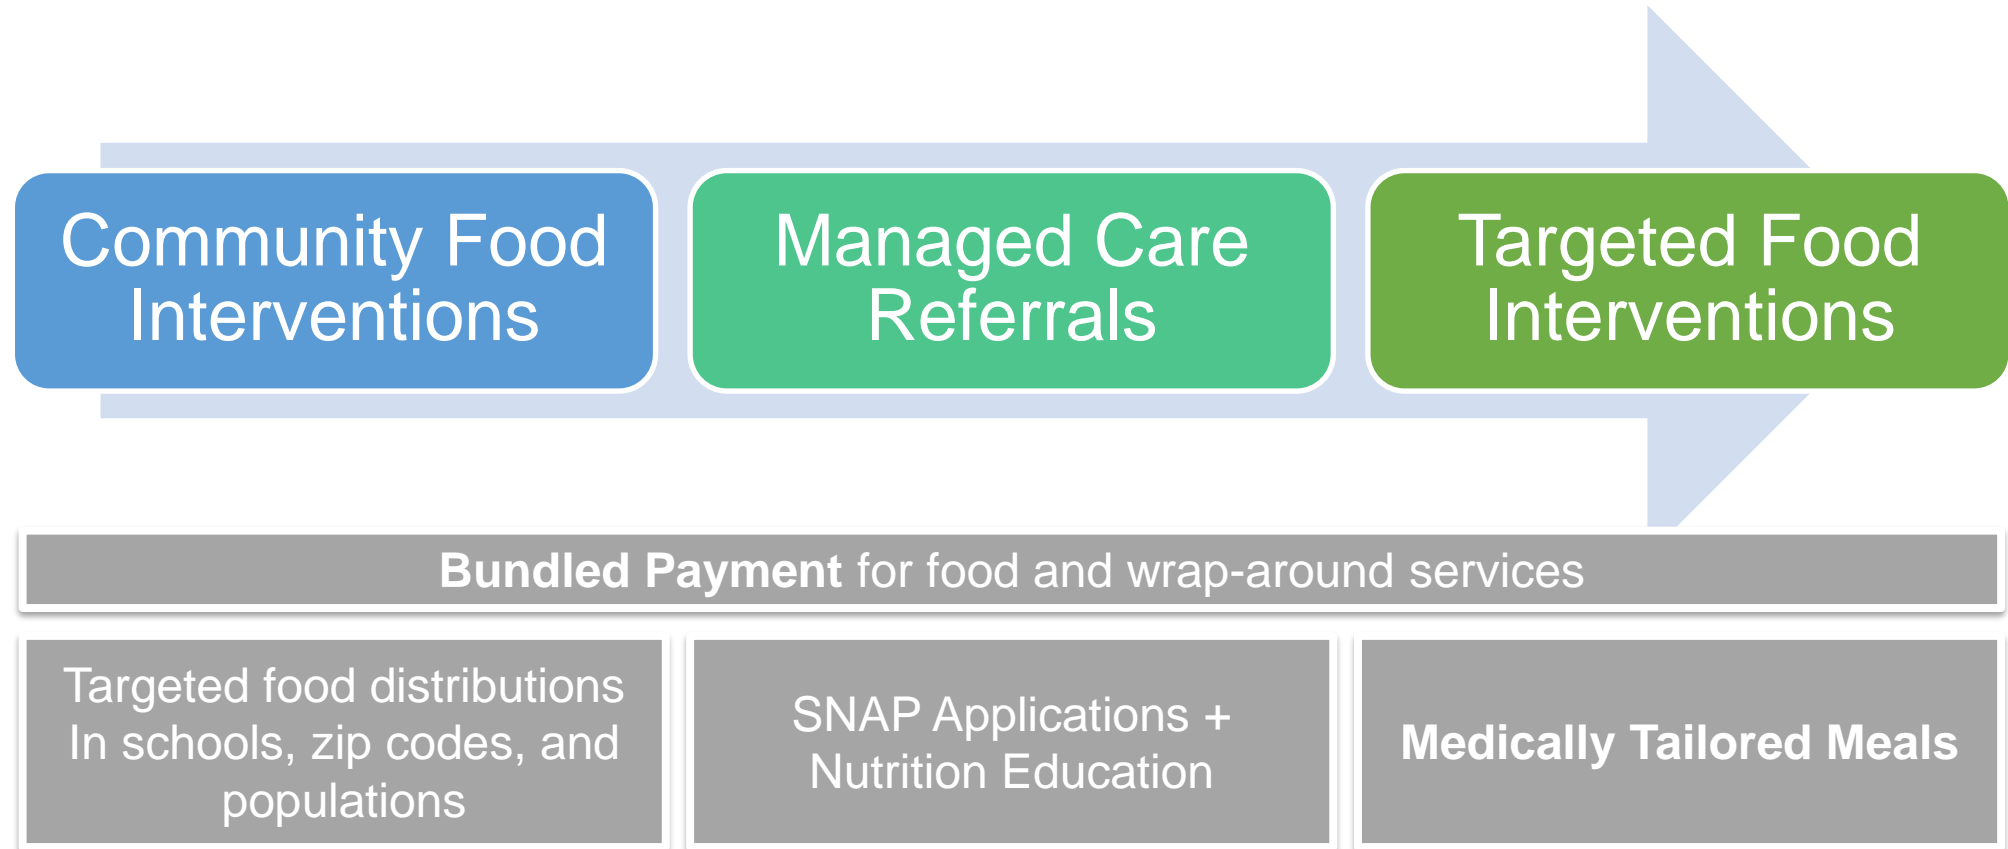 Community Food
Interventions
Managed Care
Referrals
Targeted Food
Interventions
Bundled Payment for food and wrap-around services
Targeted food distributions
In schools, zip codes, and
populations
SNAP Applications +
Nutrition Education
Medically Tailored Meals